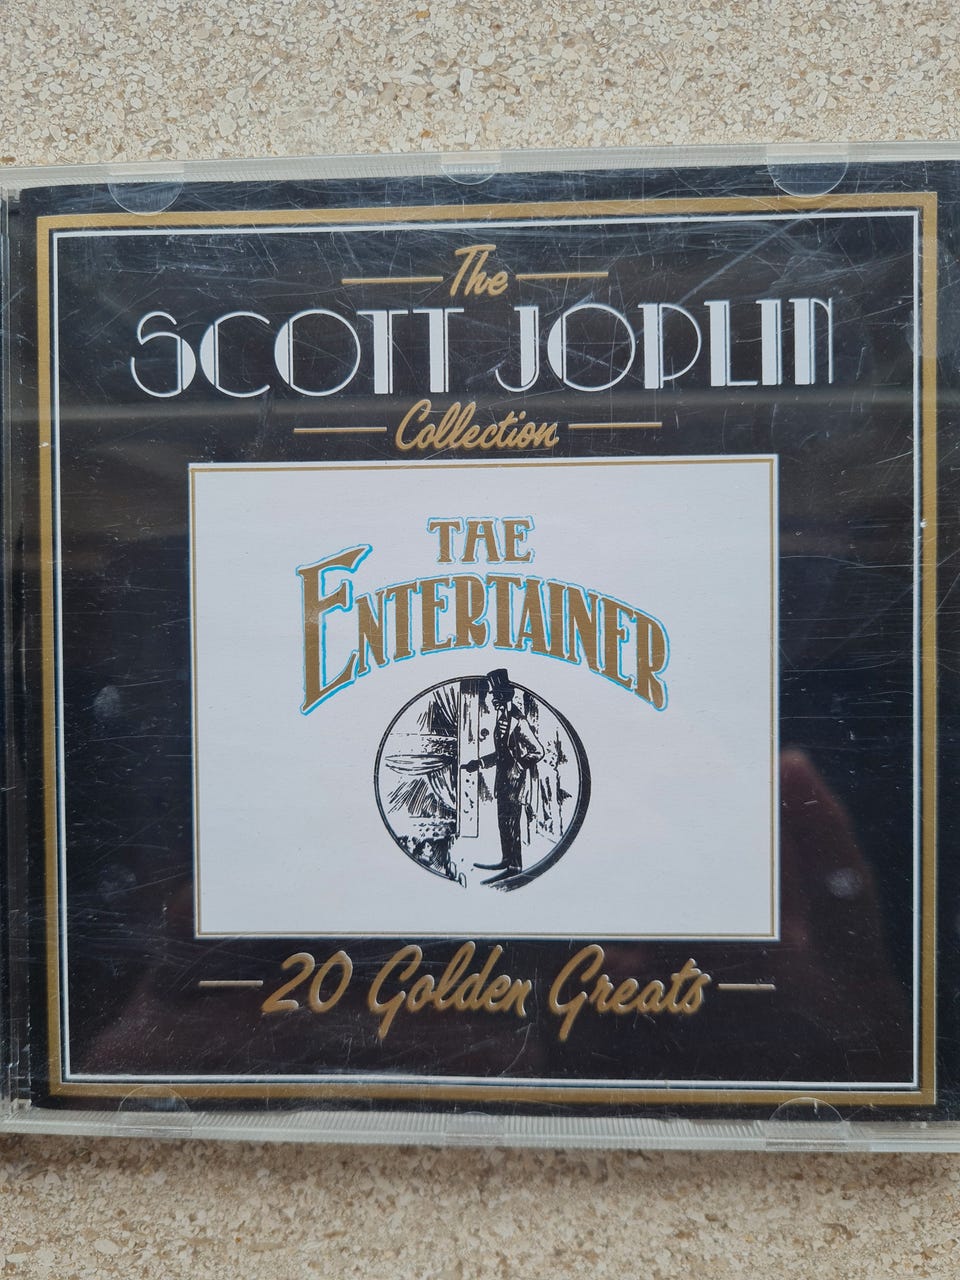 The
SCOTT JOPLIN
Collection
THE
ENTERTAINER
20 Golden Greats